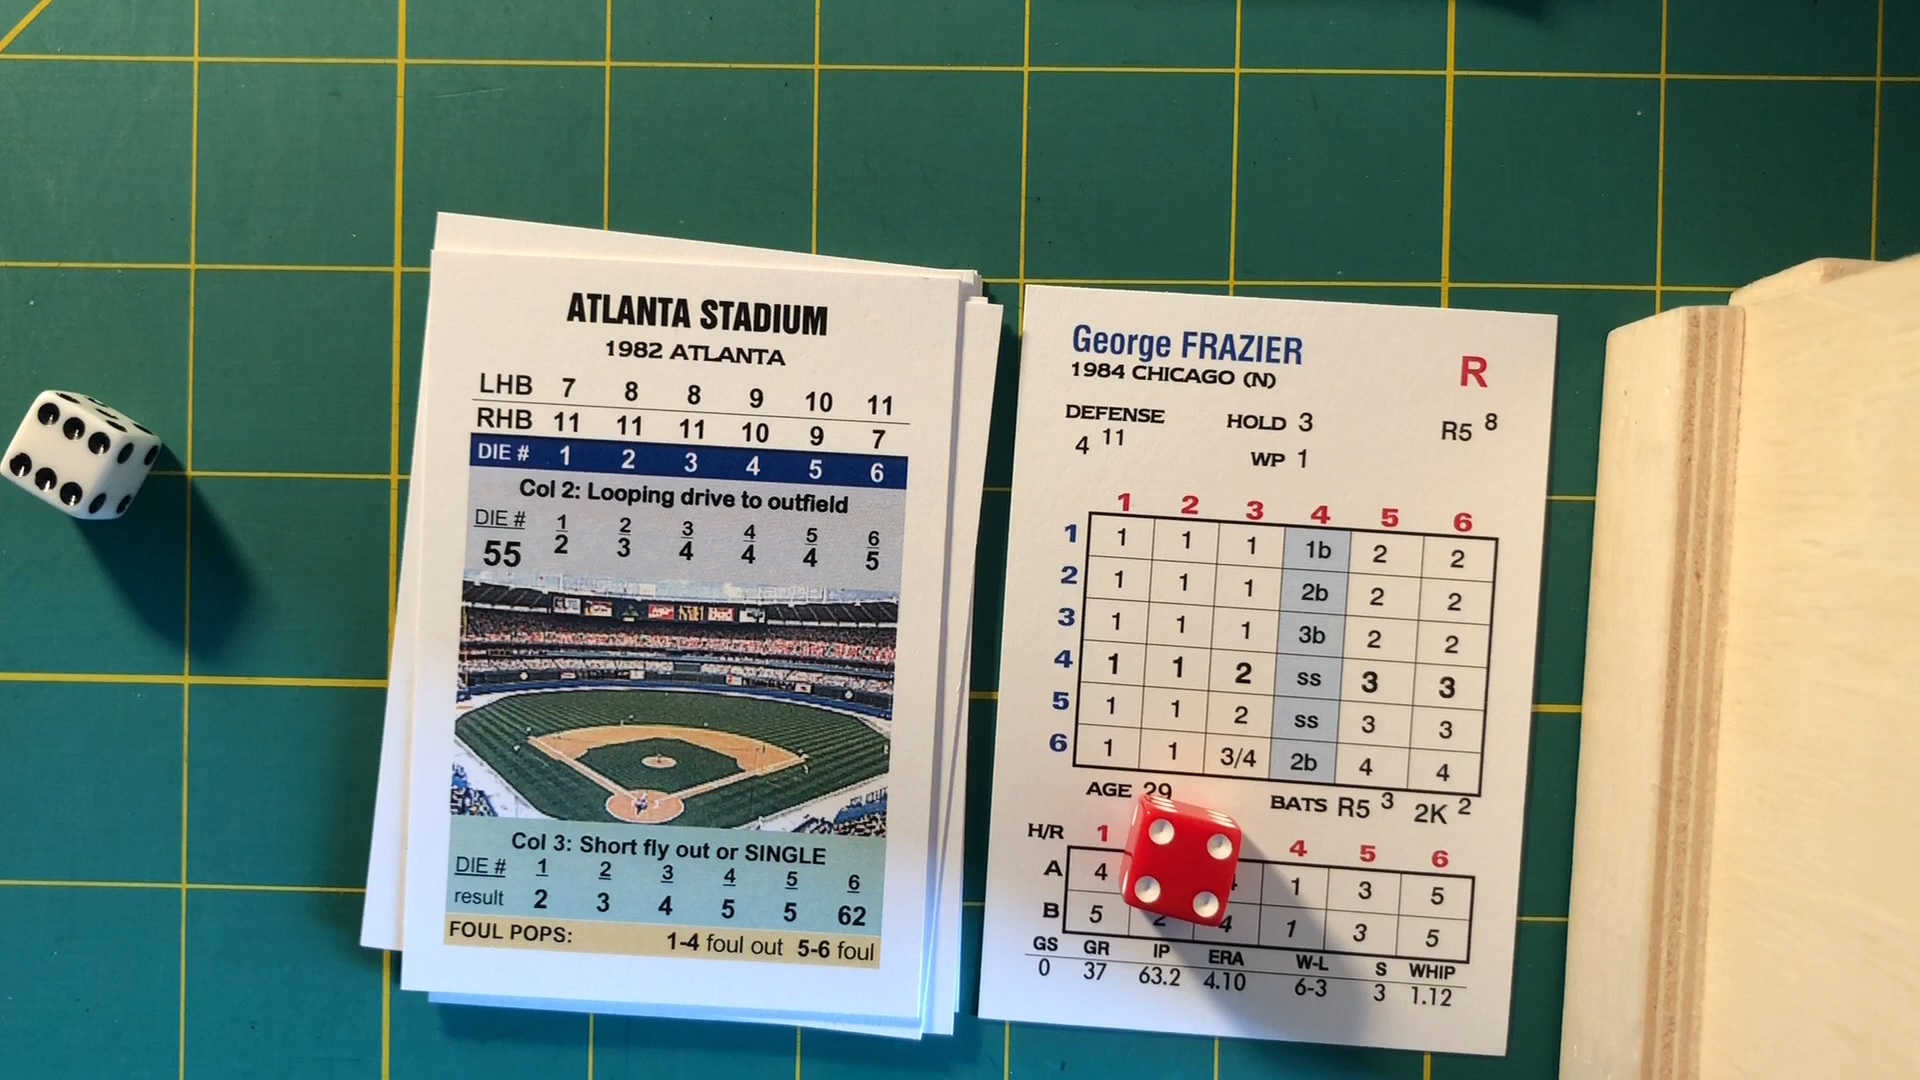 ATLANTA STADIUM
1982 ATLANTA
LHB 7 8 8 9 10 11
RHB 11 11 11 10 9 7
DIE # 1 2 3 4 5 6
Col 2: Looping drive to outfield
DIE # 1 2 3 4 5 6
55 2 3 4 4 4 5
Col 3: Short fly out or SINGLE
DIE # 1 2 3 4 5 6
result 2 3 4 5 5 62
FOUL POPS: 1-4 foul out 5-6 foul
George FRAZIER
1984 CHICAGO (N)
R
DEFENSE HOLD 3 R5 8
4 11 WP 1
1 2 3 4 5 6
1 1 1 1 1b 2 2
2 1 1 1 2b 2 2
3 1 1 1 3b 2 2
4 1 1 2 ss 3 3
5 1 1 2 ss 3 3
6 1 1 3/4 2b 4 4
AGE 29 BATS R5 3 2K 2
H/R 1 4 5 6
A 4 1 3 5
B 5 2 4 1 3 5
GS GR IP ERA W-L S WHIP
0 37 63.2 4.10 6-3 3 1.12